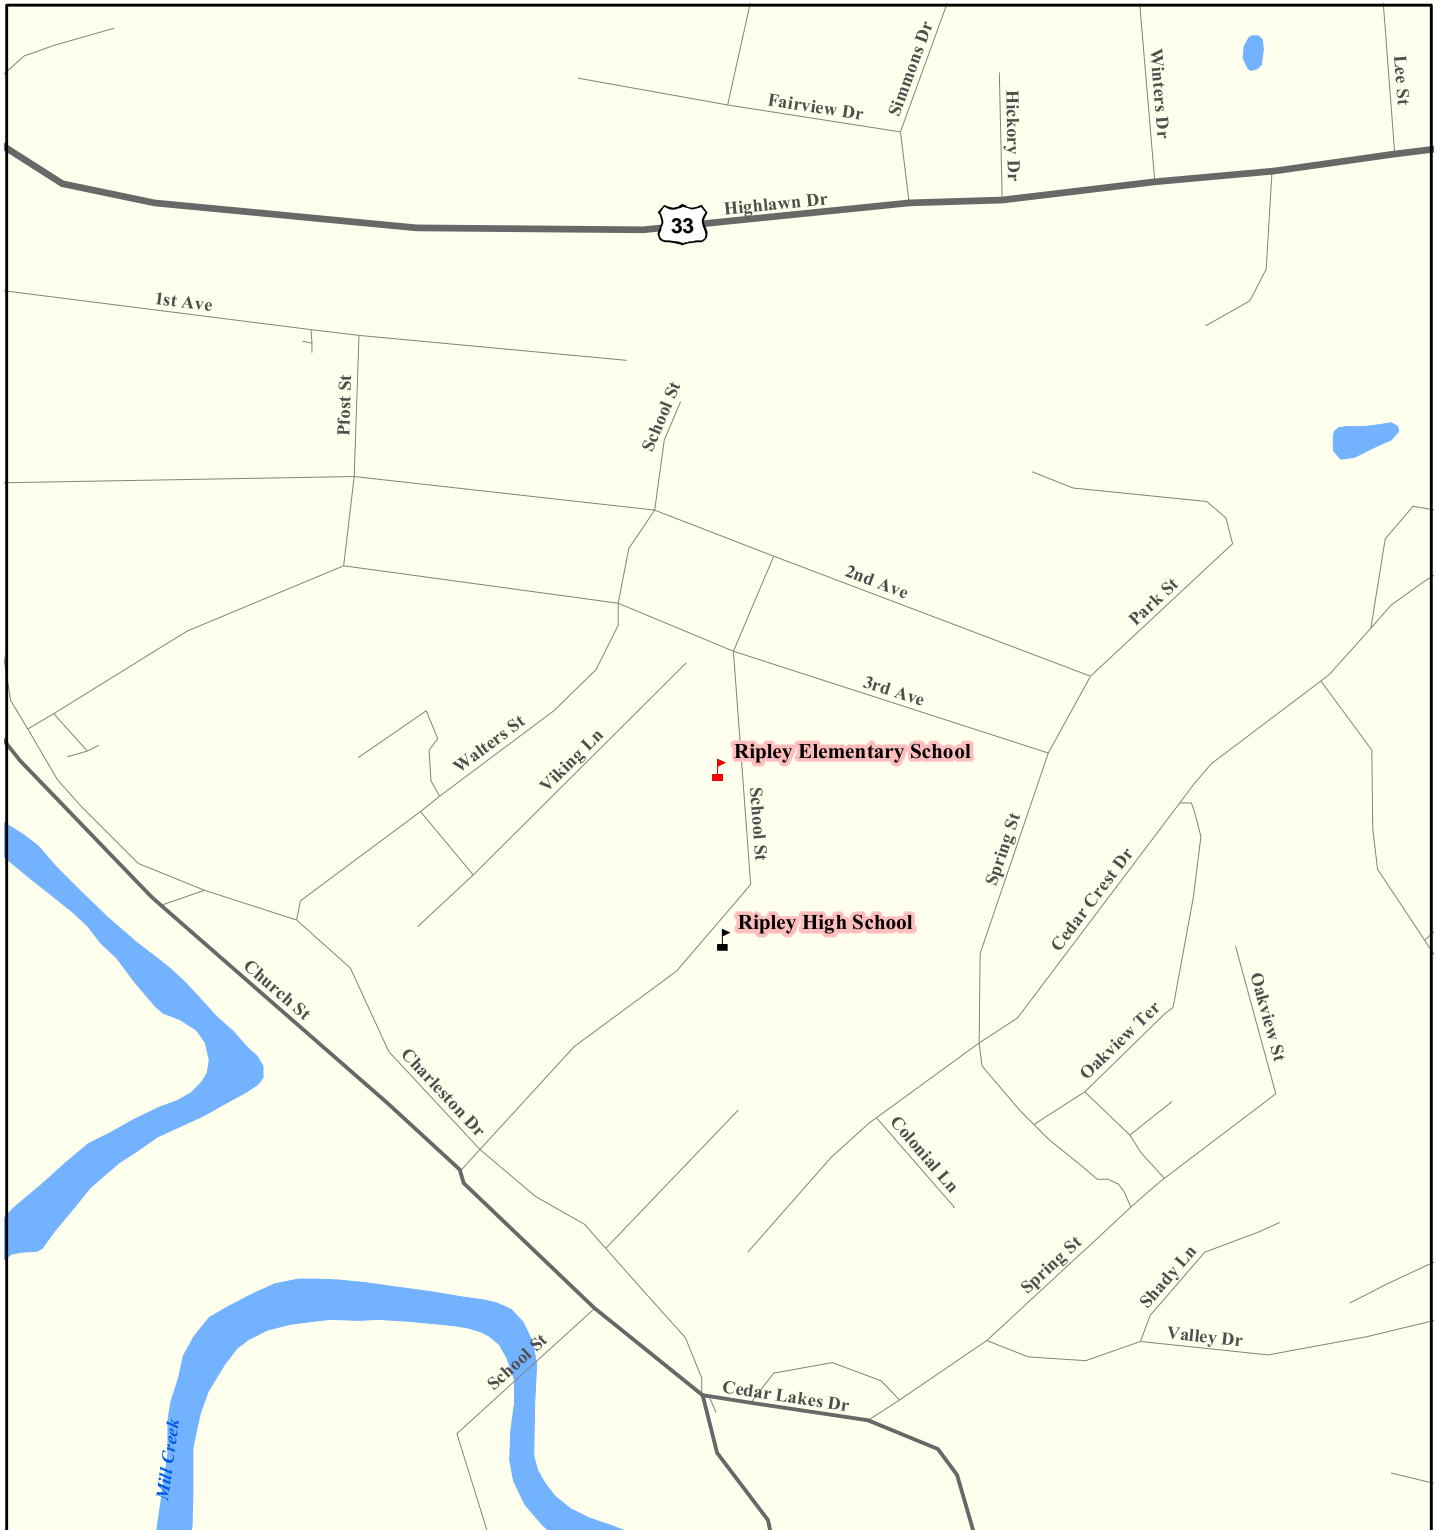 Simmons Dr
Lee St
Winters Dr
Fairview Dr
Hickory Dr
Highlawn Dr
33
1st Ave
Pfost St
School St
2nd Ave
Park St
3rd Ave
Walters St
Viking Ln
Ripley Elementary School
School St
Spring St
Cedar Crest Dr
Ripley High School
Church St
Oakview St
Oakview Ter
Charleston Dr
Colonial Ln
Spring St
Shady Ln
Valley Dr
School St
Cedar Lakes Dr
Mill Creek